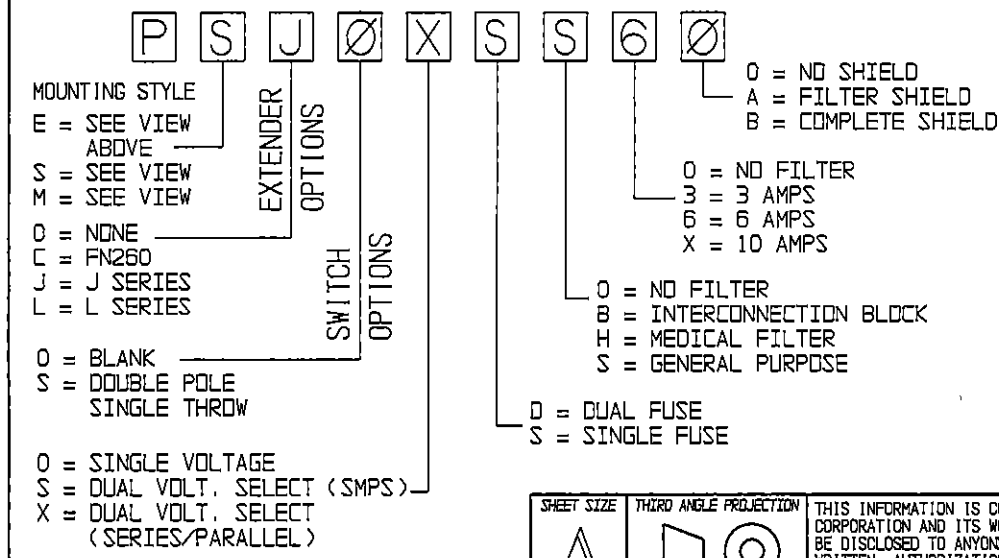 P S J Ø X S S 6 Ø
MOUNTING STYLE
E = SEE VIEW
ABOVE
S = SEE VIEW
M = SEE VIEW
EXTENDER
OPTIONS
0 = NONE
C = FN260
J = J SERIES
L = L SERIES
SWITCH
OPTIONS
0 = BLANK
S = DOUBLE POLE
SINGLE THROW
0 = SINGLE VOLTAGE
S = DUAL VOLT. SELECT (SMPS)
X = DUAL VOLT. SELECT
(SERIES/PARALLEL)
0 = NO SHIELD
A = FILTER SHIELD
B = COMPLETE SHIELD
0 = NO FILTER
3 = 3 AMPS
6 = 6 AMPS
X = 10 AMPS
0 = NO FILTER
B = INTERCONNECTION BLOCK
H = MEDICAL FILTER
S = GENERAL PURPOSE
D = DUAL FUSE
S = SINGLE FUSE
SHEET SIZE
THIRD ANGLE PROJECTION
THIS INFORMATION IS
CORPORATION AND ITS
BE DISCLOSED TO